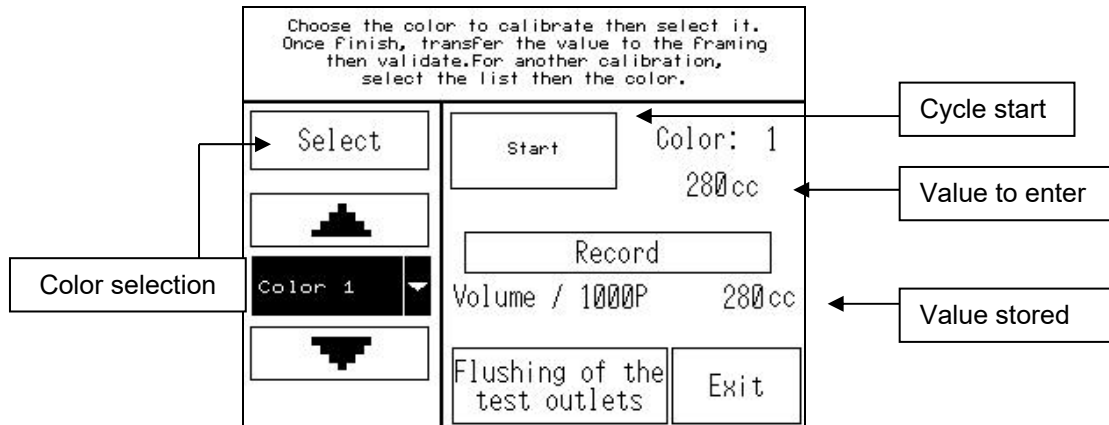 Choose the color to calibrate then select it.
Once finish, transfer the value to the framing
then validate.For another calibration,
select the list then the color.
Select
Start
Color: 1
280cc
Color 1
Record
Volume / 1000P 280cc
Flushing of the
test outlets
Exit
Cycle start
Value to enter
Color selection
Value stored